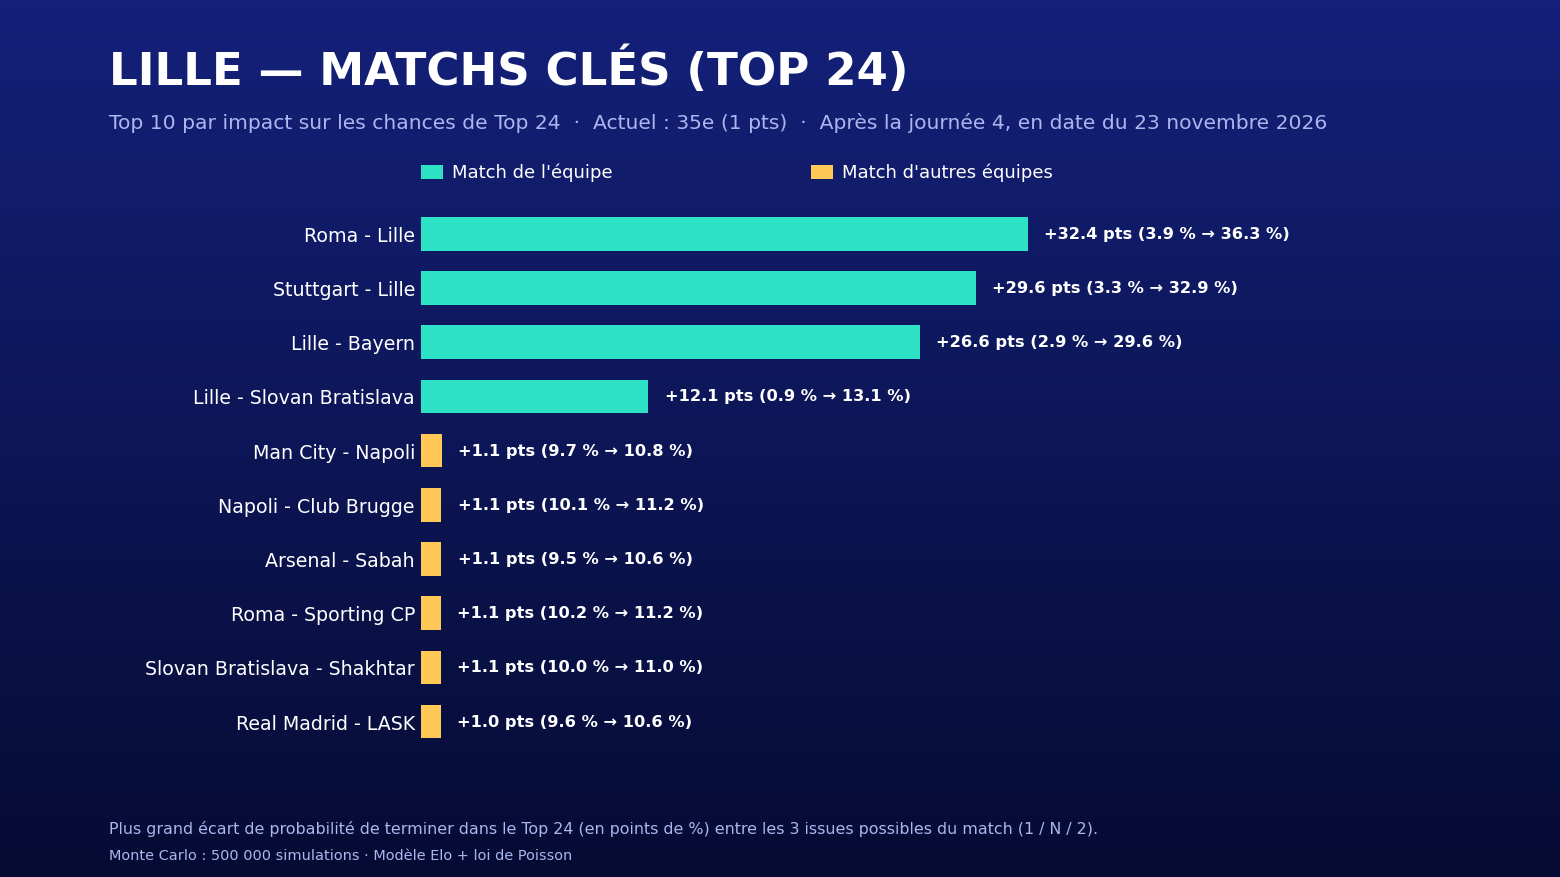 LILLE — MATCHS CLÉS (TOP 24)
Top 10 par impact sur les chances de Top 24 · Actuel : 35e (1 pts) · Après la journée 4, en date du 23 novembre 2026
Match de l'équipe Match d'autres équipes
Roma - Lille +32.4 pts (3.9 % → 36.3 %)
Stuttgart - Lille +29.6 pts (3.3 % → 32.9 %)
Lille - Bayern +26.6 pts (2.9 % → 29.6 %)
Lille - Slovan Bratislava +12.1 pts (0.9 % → 13.1 %)
Man City - Napoli +1.1 pts (9.7 % → 10.8 %)
Napoli - Club Brugge +1.1 pts (10.1 % → 11.2 %)
Arsenal - Sabah +1.1 pts (9.5 % → 10.6 %)
Roma - Sporting CP +1.1 pts (10.2 % → 11.2 %)
Slovan Bratislava - Shakhtar +1.1 pts (10.0 % → 11.0 %)
Real Madrid - LASK +1.0 pts (9.6 % → 10.6 %)
Plus grand écart de probabilité de terminer dans le Top 24 (en points de %) entre les 3 issues possibles du match (1 / N / 2).
Monte Carlo : 500 000 simulations · Modèle Elo + loi de Poisson